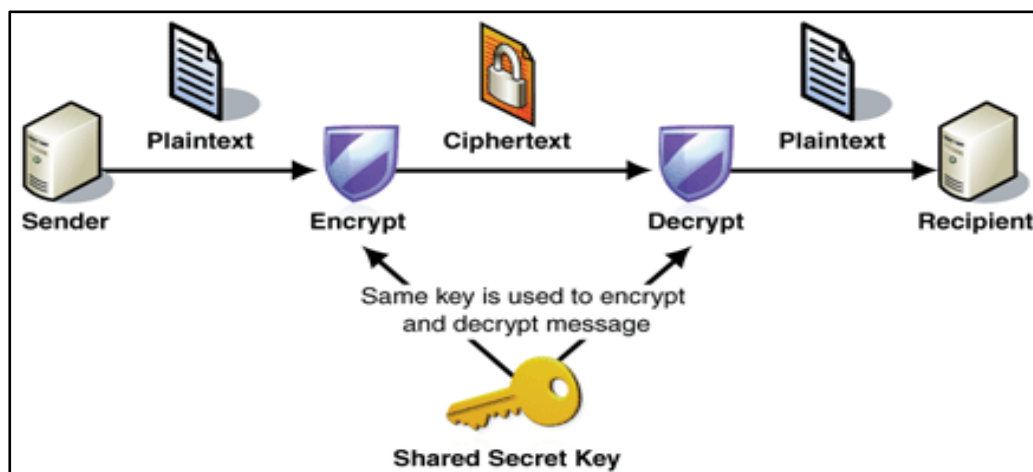 Plaintext
Ciphertext
Plaintext
Sender
Encrypt
Decrypt
Recipient
Same key is used to encrypt
and decrypt message
Shared Secret Key